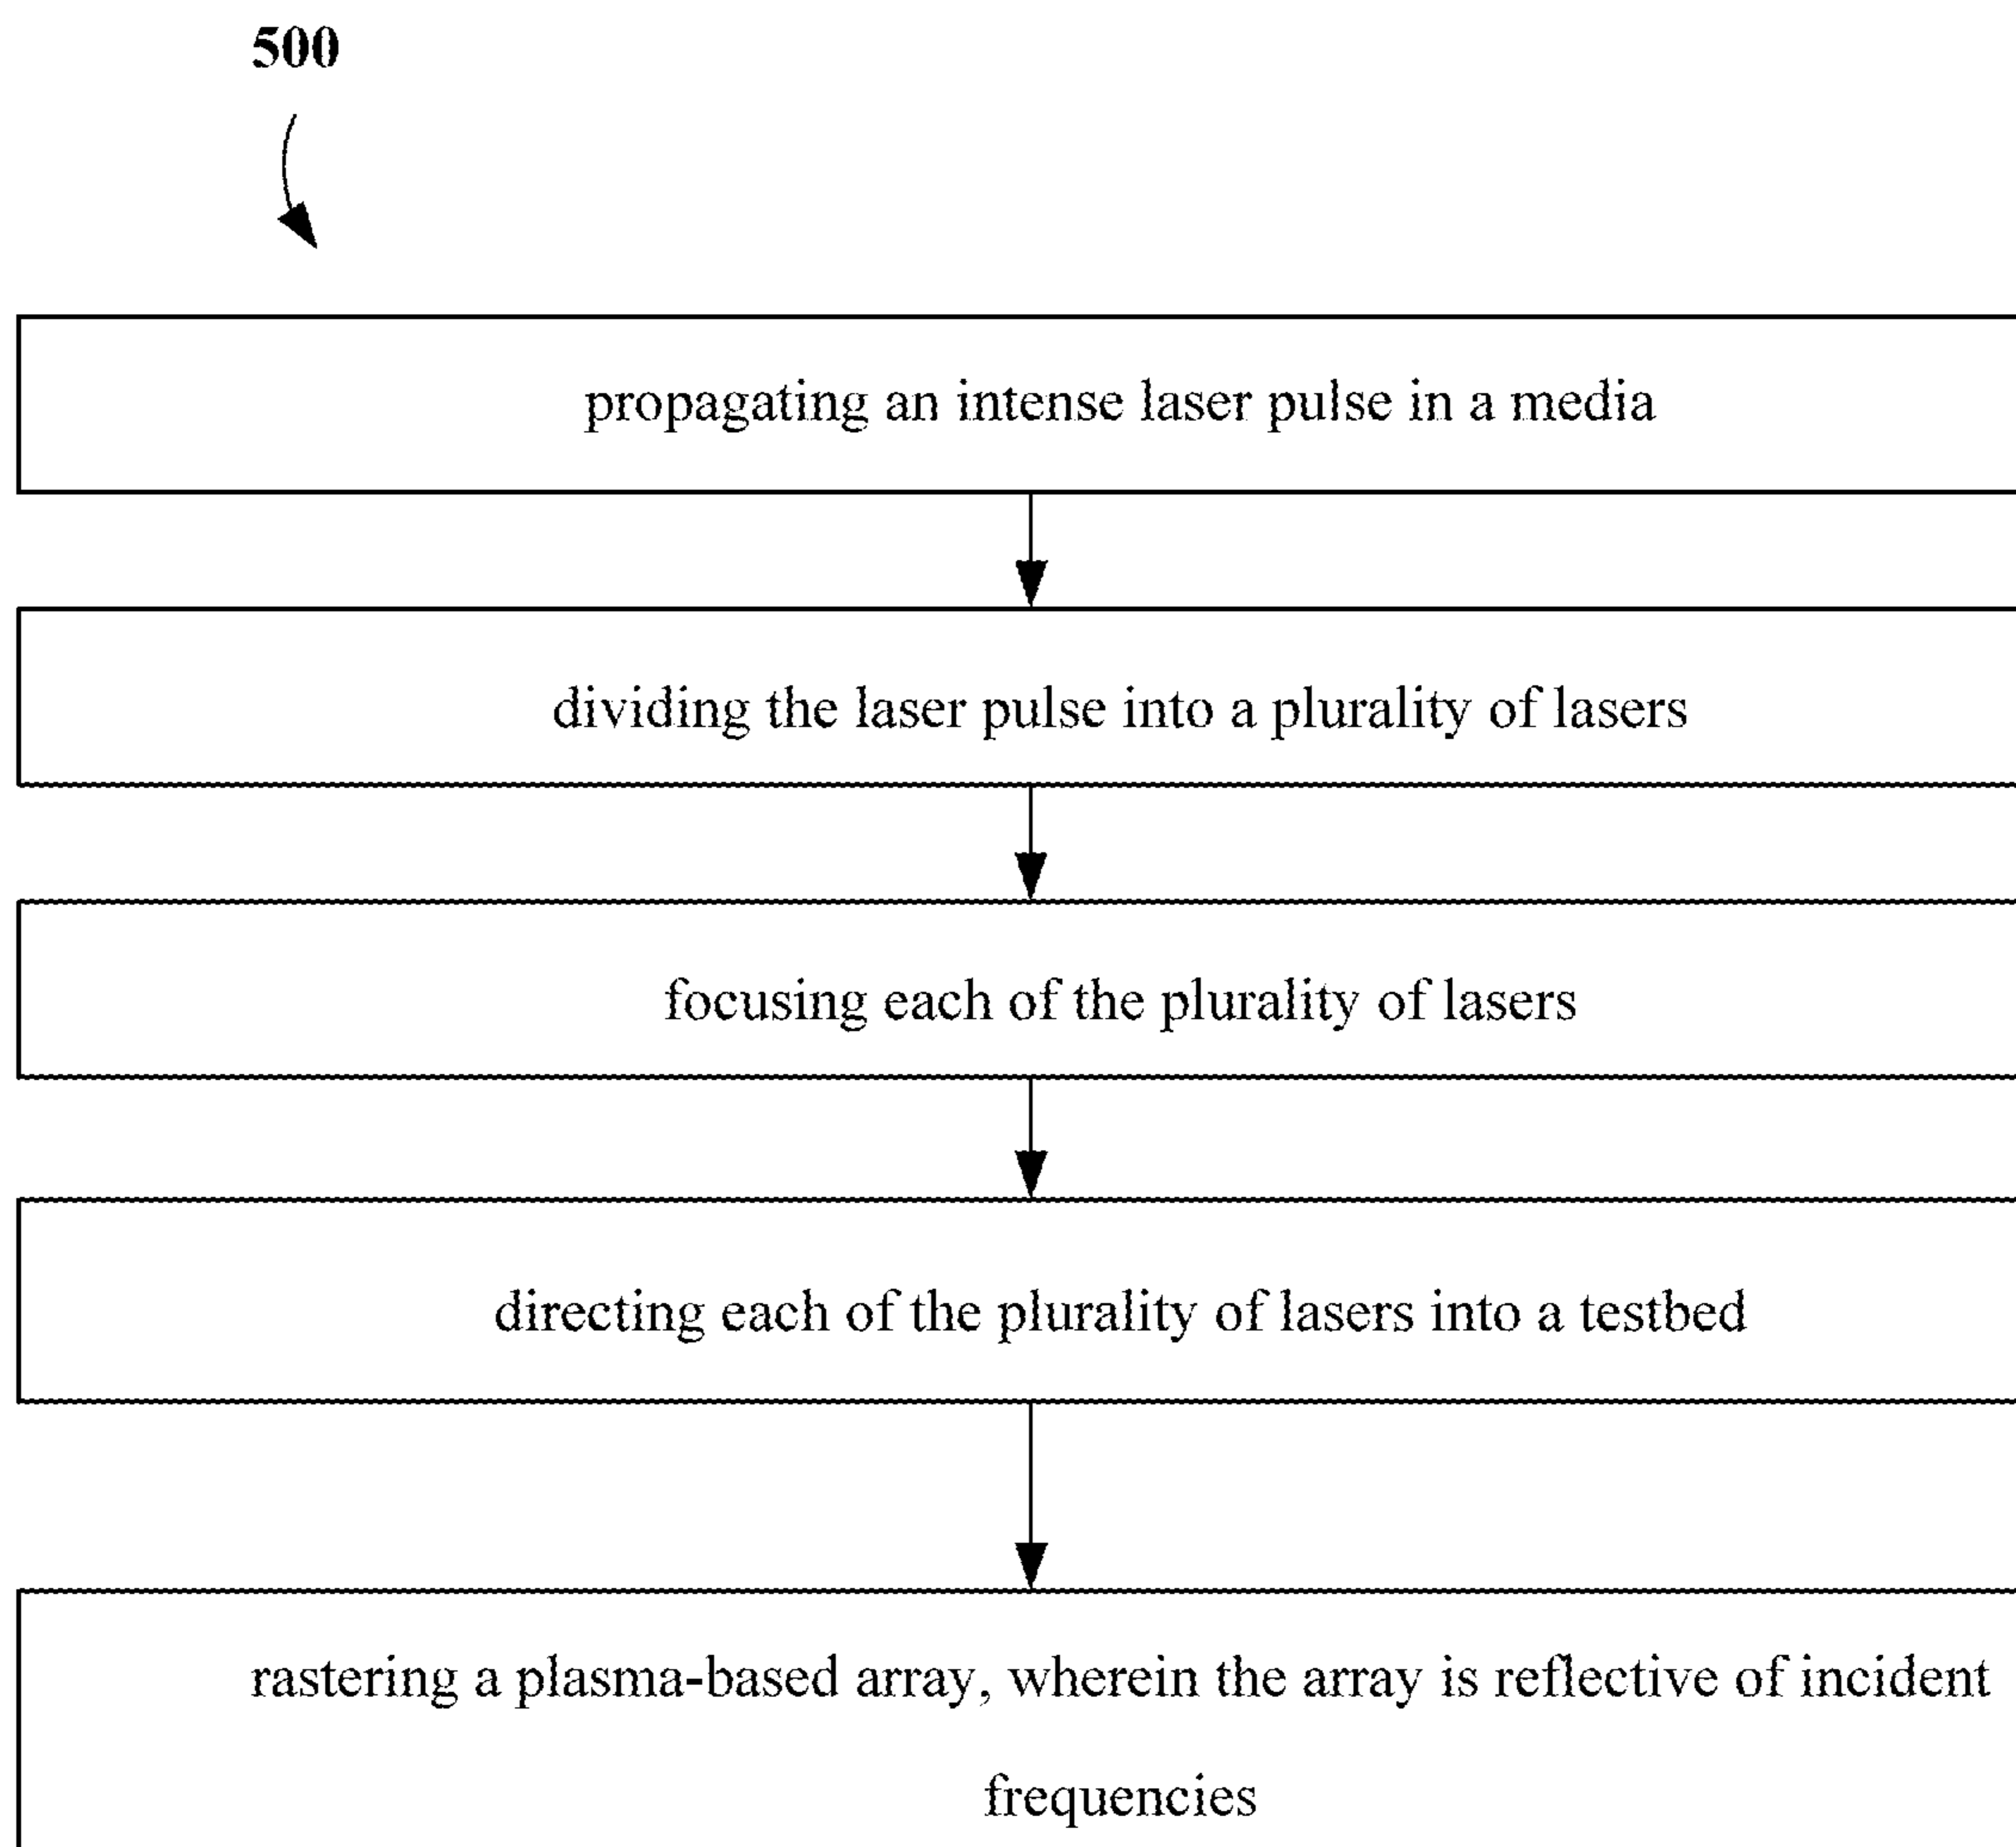 500
propagating an intense laser pulse in a media
dividing the laser pulse into a plurality of lasers
focusing each of the plurality of lasers
directing each of the plurality of lasers into a testbed
rastering a plasma-based array, wherein the array is reflective of incident
frequencies